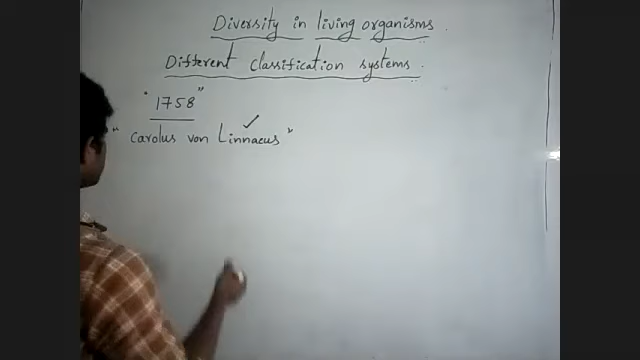 Diversity in living organisms.
Different classification systems.
"1758"
"Carolus von Linnaeus"